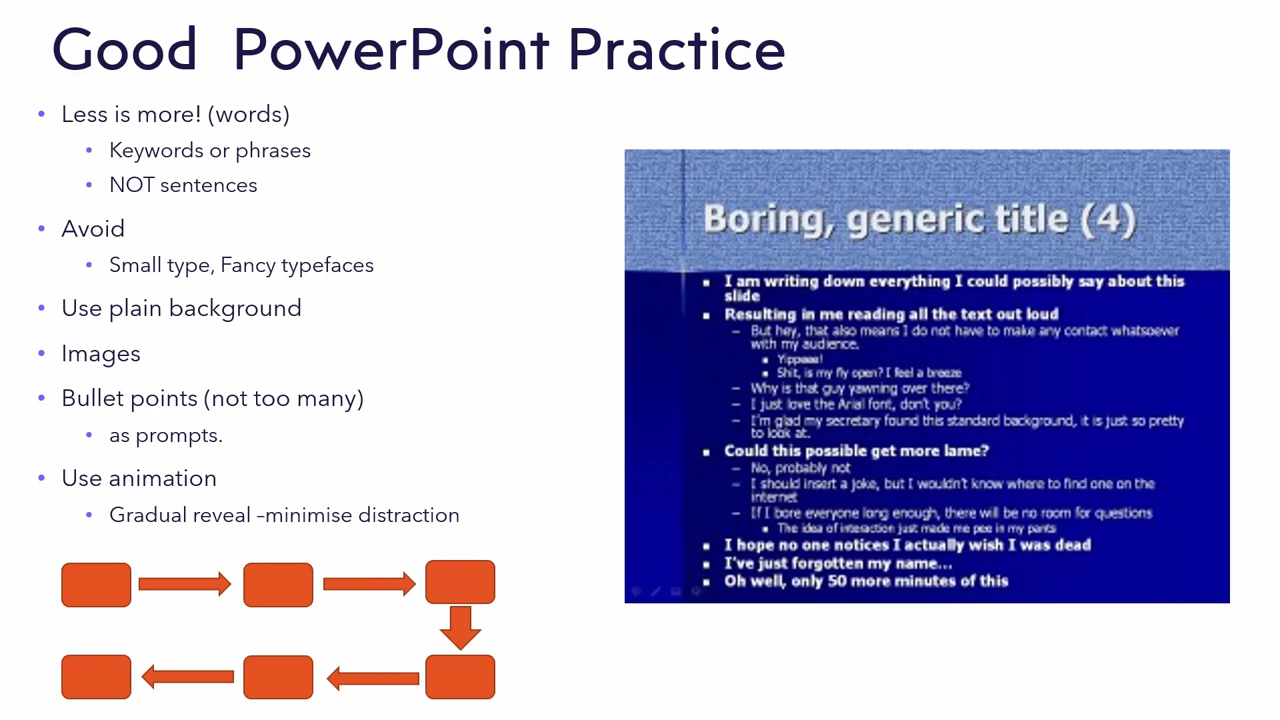 Good PowerPoint Practice
Less is more! (words)
Keywords or phrases
NOT sentences
Avoid
Small type, Fancy typefaces
Use plain background
Images
Bullet points (not too many)
as prompts.
Use animation
Gradual reveal –minimise distraction
Boring, generic title (4)
I am writing down everything I could possibly say about this
slide
Resulting in me reading all the text out loud
But hey, that also means I do not have to make any contact whatsoever
with my audience.
Yippeee!
Shit, is my fly open? I feel a breeze
Why is that guy yawning over there?
I just love the Arial font, don't you?
I'm glad my secretary found this standard background, it is just so pretty
to look at.
Could this possible get more lame?
No, probably not
I should insert a joke, but I wouldn't know where to find one on the
internet
If I bore everyone long enough, there will be no room for questions
The idea of interaction just made me pee in my pants
I hope no one notices I actually wish I was dead
I've just forgotten my name...
Oh well, only 50 more minutes of this